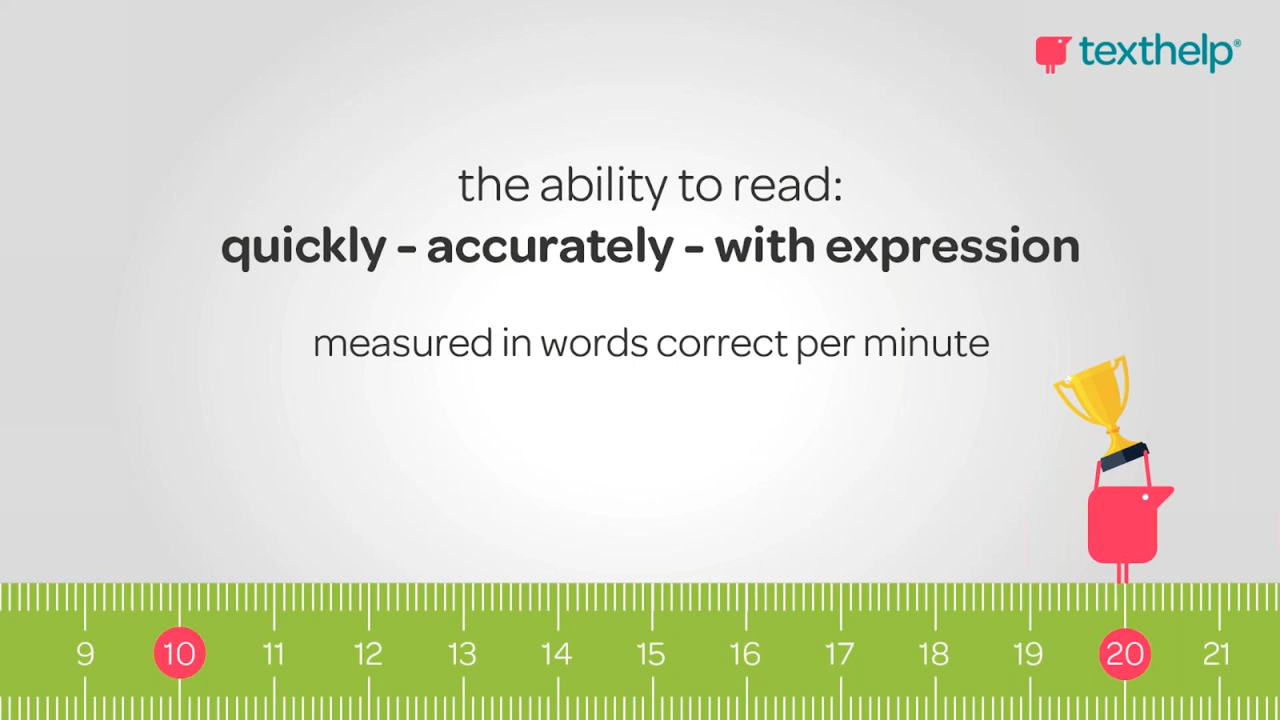 texthelp®
the ability to read:
quickly - accurately - with expression
measured in words correct per minute
9 10 11 12 13 14 15 16 17 18 19 20 21